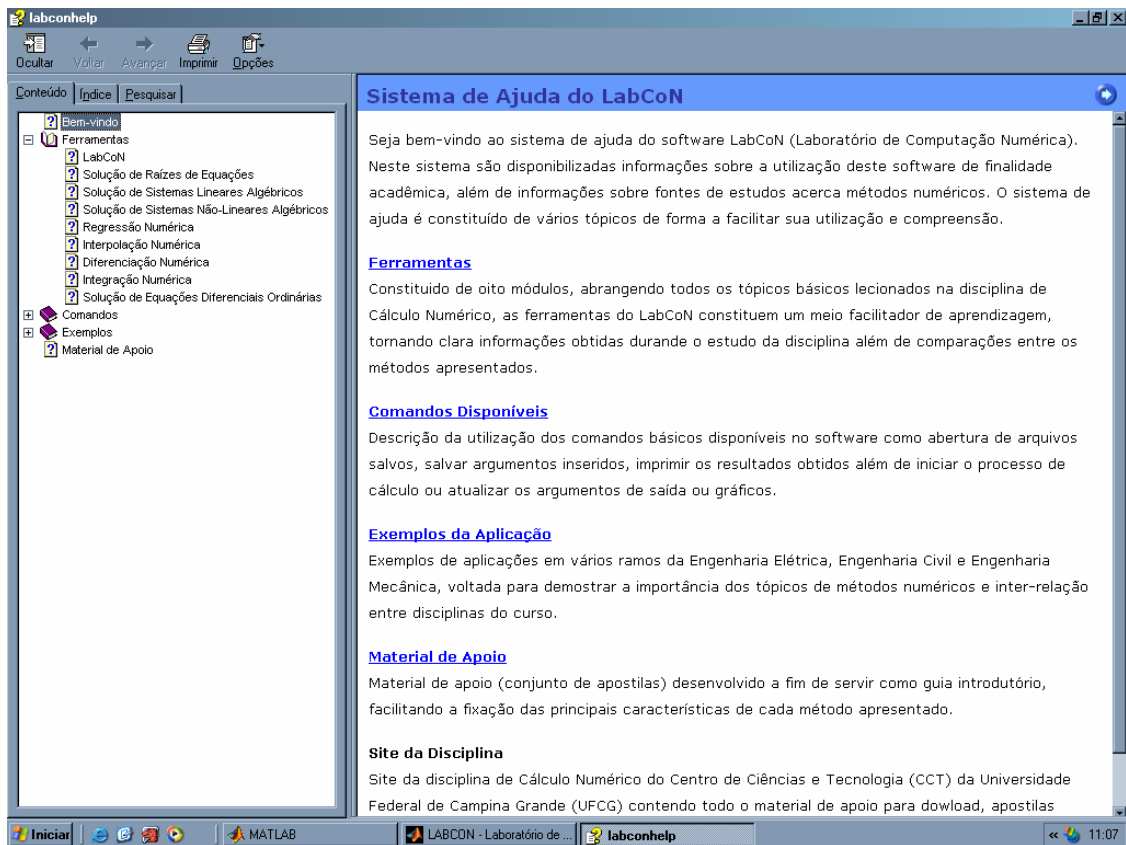 labconhelp
Ocultar Voltar Avançar Imprimir Opções
Conteúdo Índice Pesquisar
Bem-vindo
Ferramentas
LabCoN
Solução de Raízes de Equações
Solução de Sistemas Lineares Algébricos
Solução de Sistemas Não-Lineares Algébricos
Regressão Numérica
Interpolação Numérica
Diferenciação Numérica
Integração Numérica
Solução de Equações Diferenciais Ordinárias
Comandos
Exemplos
Material de Apoio
Sistema de Ajuda do LabCoN
Seja bem-vindo ao sistema de ajuda do software LabCoN (Laboratório de Computação Numérica).
Neste sistema são disponibilizadas informações sobre a utilização deste software de finalidade
acadêmica, além de informações sobre fontes de estudos acerca métodos numéricos. O sistema de
ajuda é constituído de vários tópicos de forma a facilitar sua utilização e compreensão.
Ferramentas
Constituido de oito módulos, abrangendo todos os tópicos básicos lecionados na disciplina de
Cálculo Numérico, as ferramentas do LabCoN constituem um meio facilitador de aprendizagem,
tornando clara informações obtidas durande o estudo da disciplina além de comparações entre os
métodos apresentados.
Comandos Disponíveis
Descrição da utilização dos comandos básicos disponíveis no software como abertura de arquivos
salvos, salvar argumentos inseridos, imprimir os resultados obtidos além de iniciar o processo de
cálculo ou atualizar os argumentos de saída ou gráficos.
Exemplos da Aplicação
Exemplos de aplicações em vários ramos da Engenharia Elétrica, Engenharia Civil e Engenharia
Mecânica, voltada para demostrar a importância dos tópicos de métodos numéricos e inter-relação
entre disciplinas do curso.
Material de Apoio
Material de apoio (conjunto de apostilas) desenvolvido a fim de servir como guia introdutório,
facilitando a fixação das principais características de cada método apresentado.
Site da Disciplina
Site da disciplina de Cálculo Numérico do Centro de Ciências e Tecnologia (CCT) da Universidade
Federal de Campina Grande (UFCG) contendo todo o material de apoio para dowload, apostilas
Iniciar MATLAB LABCON - Laboratório de ... labconhelp « 11:07